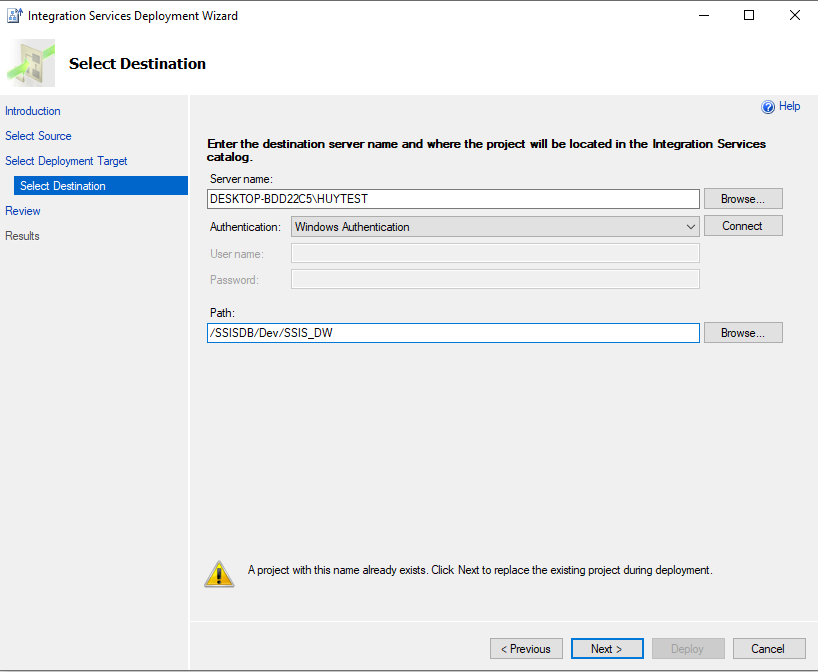 Integration Services Deployment Wizard
Select Destination
Help
Introduction
Select Source
Select Deployment Target
Select Destination
Review
Results
Enter the destination server name and where the project will be located in the Integration Services
catalog.
Server name:
DESKTOP-BDD22C5\HUYTEST
Browse...
Authentication:
Windows Authentication
Connect
User name:
Password:
Path:
/SSISDB/Dev/SSIS_DW
Browse...
A project with this name already exists. Click Next to replace the existing project during deployment.
< Previous
Next >
Deploy
Cancel